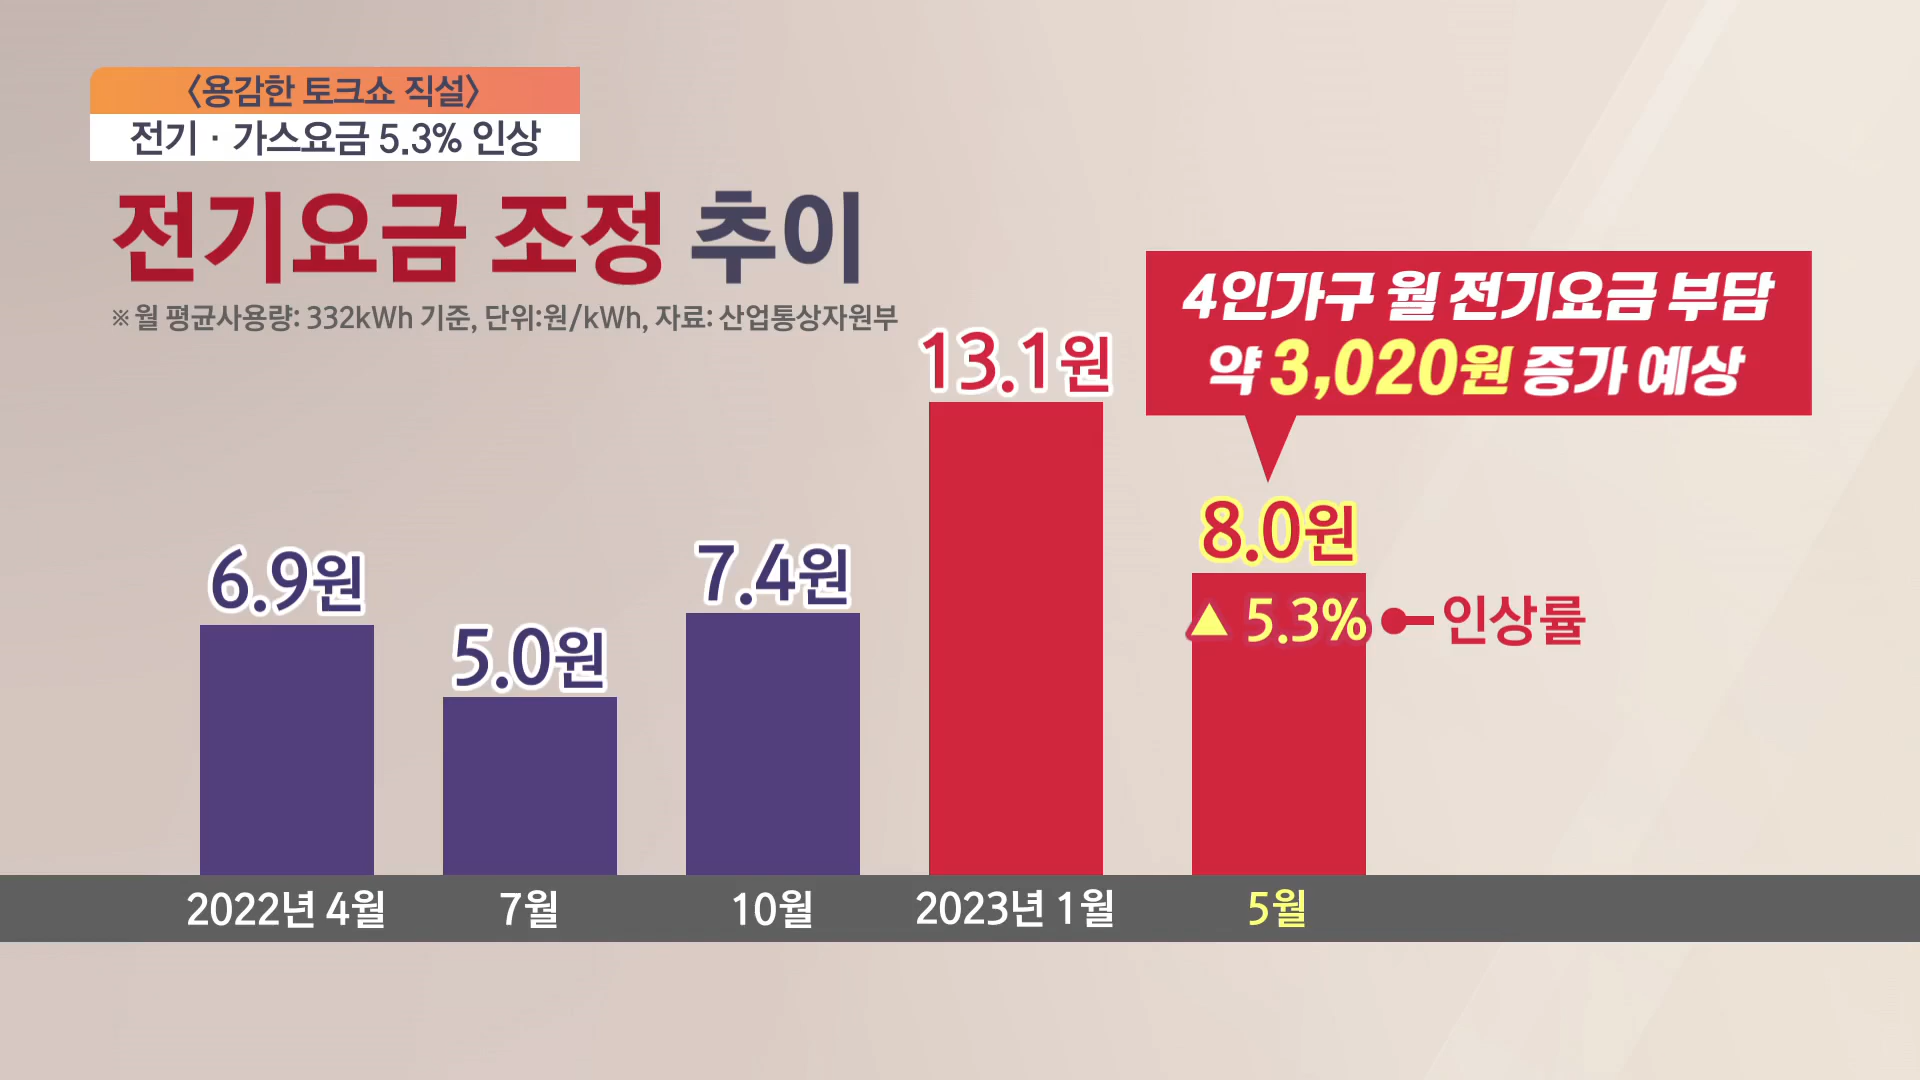 〈용감한 토크쇼 직설〉
전기 · 가스요금 5.3% 인상
전기요금 조정 추이
※ 월 평균사용량: 332kWh 기준, 단위:원/kWh, 자료: 산업통상자원부
4인가구 월 전기요금 부담
약 3,020원 증가 예상
6.9원
5.0원
7.4원
13.1원
8.0원
▲ 5.3%
인상률
2022년 4월
7월
10월
2023년 1월
5월